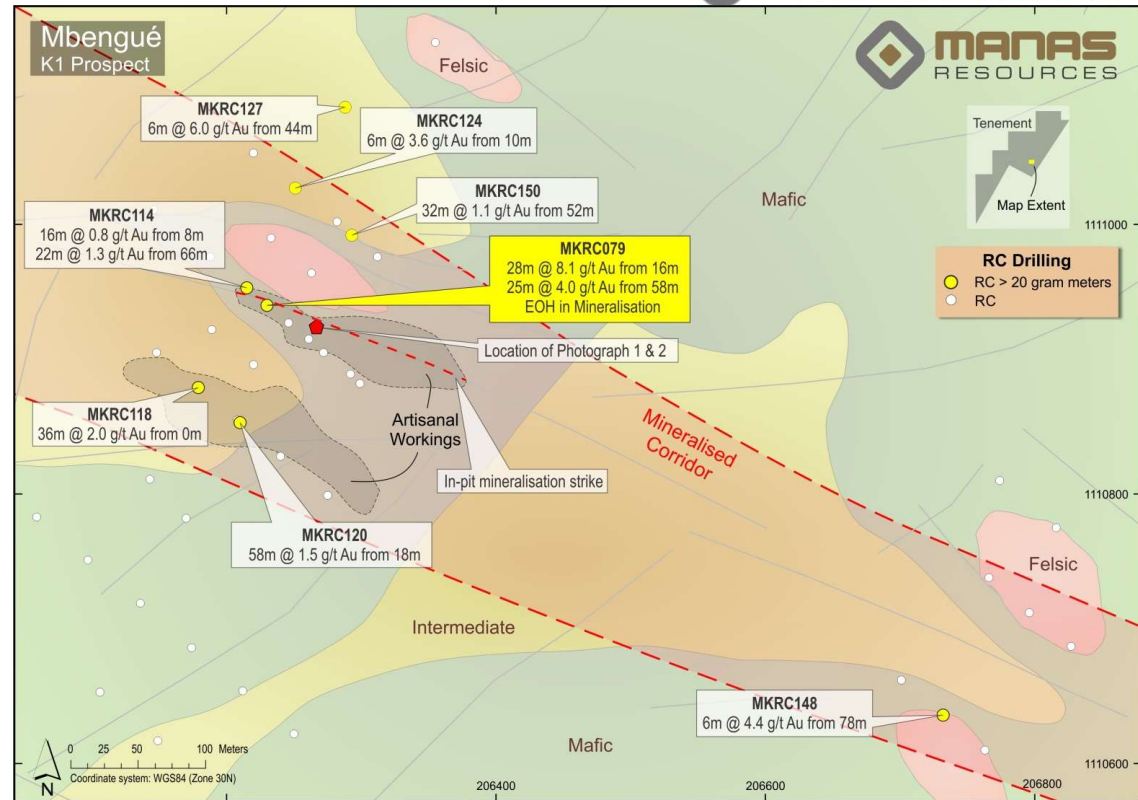 Mbengué
K1 Prospect
MANAS
RESOURCES
Felsic
MKRC127
6m @ 6.0 g/t Au from 44m
MKRC124
6m @ 3.6 g/t Au from 10m
Tenement
Map Extent
MKRC150
32m @ 1.1 g/t Au from 52m
Mafic
MKRC114
16m @ 0.8 g/t Au from 8m
22m @ 1.3 g/t Au from 66m
1111000
MKRC079
28m @ 8.1 g/t Au from 16m
25m @ 4.0 g/t Au from 58m
EOH in Mineralisation
RC Drilling
RC > 20 gram meters
RC
Location of Photograph 1 & 2
MKRC118
36m @ 2.0 g/t Au from 0m
Artisanal
Workings
Mineralised
Corridor
In-pit mineralisation strike
1110800
MKRC120
58m @ 1.5 g/t Au from 18m
Felsic
Intermediate
MKRC148
6m @ 4.4 g/t Au from 78m
Mafic
N
0 25 50 100 Meters
Coordinate system: WGS84 (Zone 30N)
1110600
206400
206600
206800